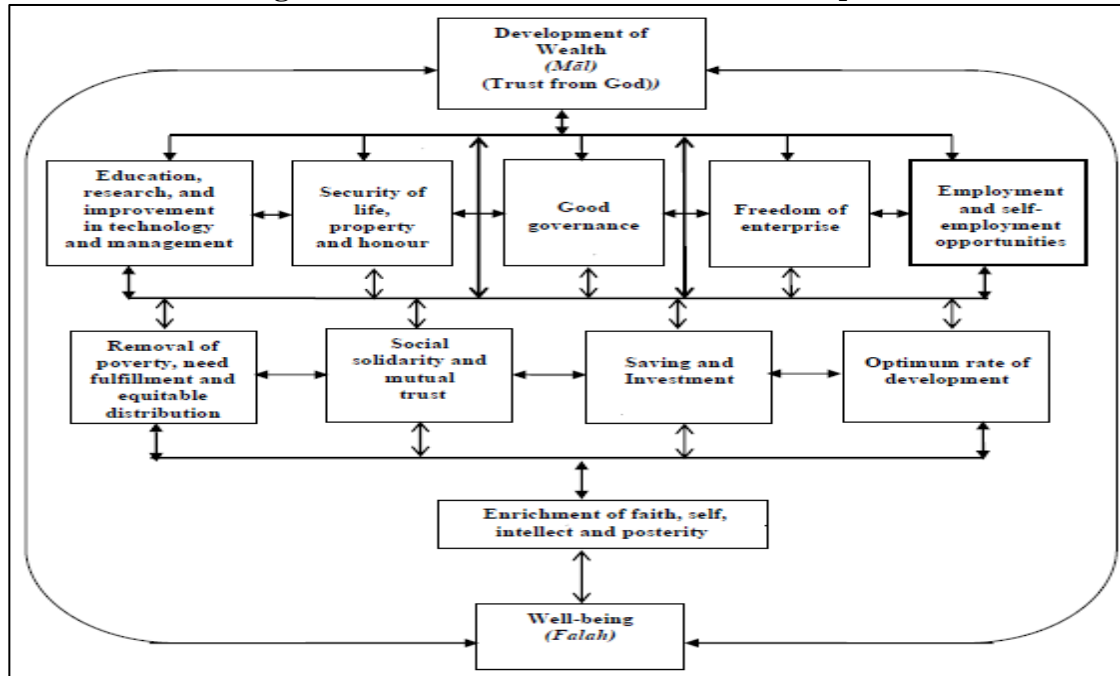 Development of
Wealth
(Māl)
(Trust from God))
Education,
research, and
improvement
in technology
and management
Security of
life,
property
and honour
Good
governance
Freedom of
enterprise
Employment
and self-
employment
opportunities
Removal of
poverty, need
fulfillment and
equitable
distribution
Social
solidarity and
mutual
trust
Saving and
Investment
Optimum rate of
development
Enrichment of faith, self,
intellect and posterity
Well-being
(Falah)